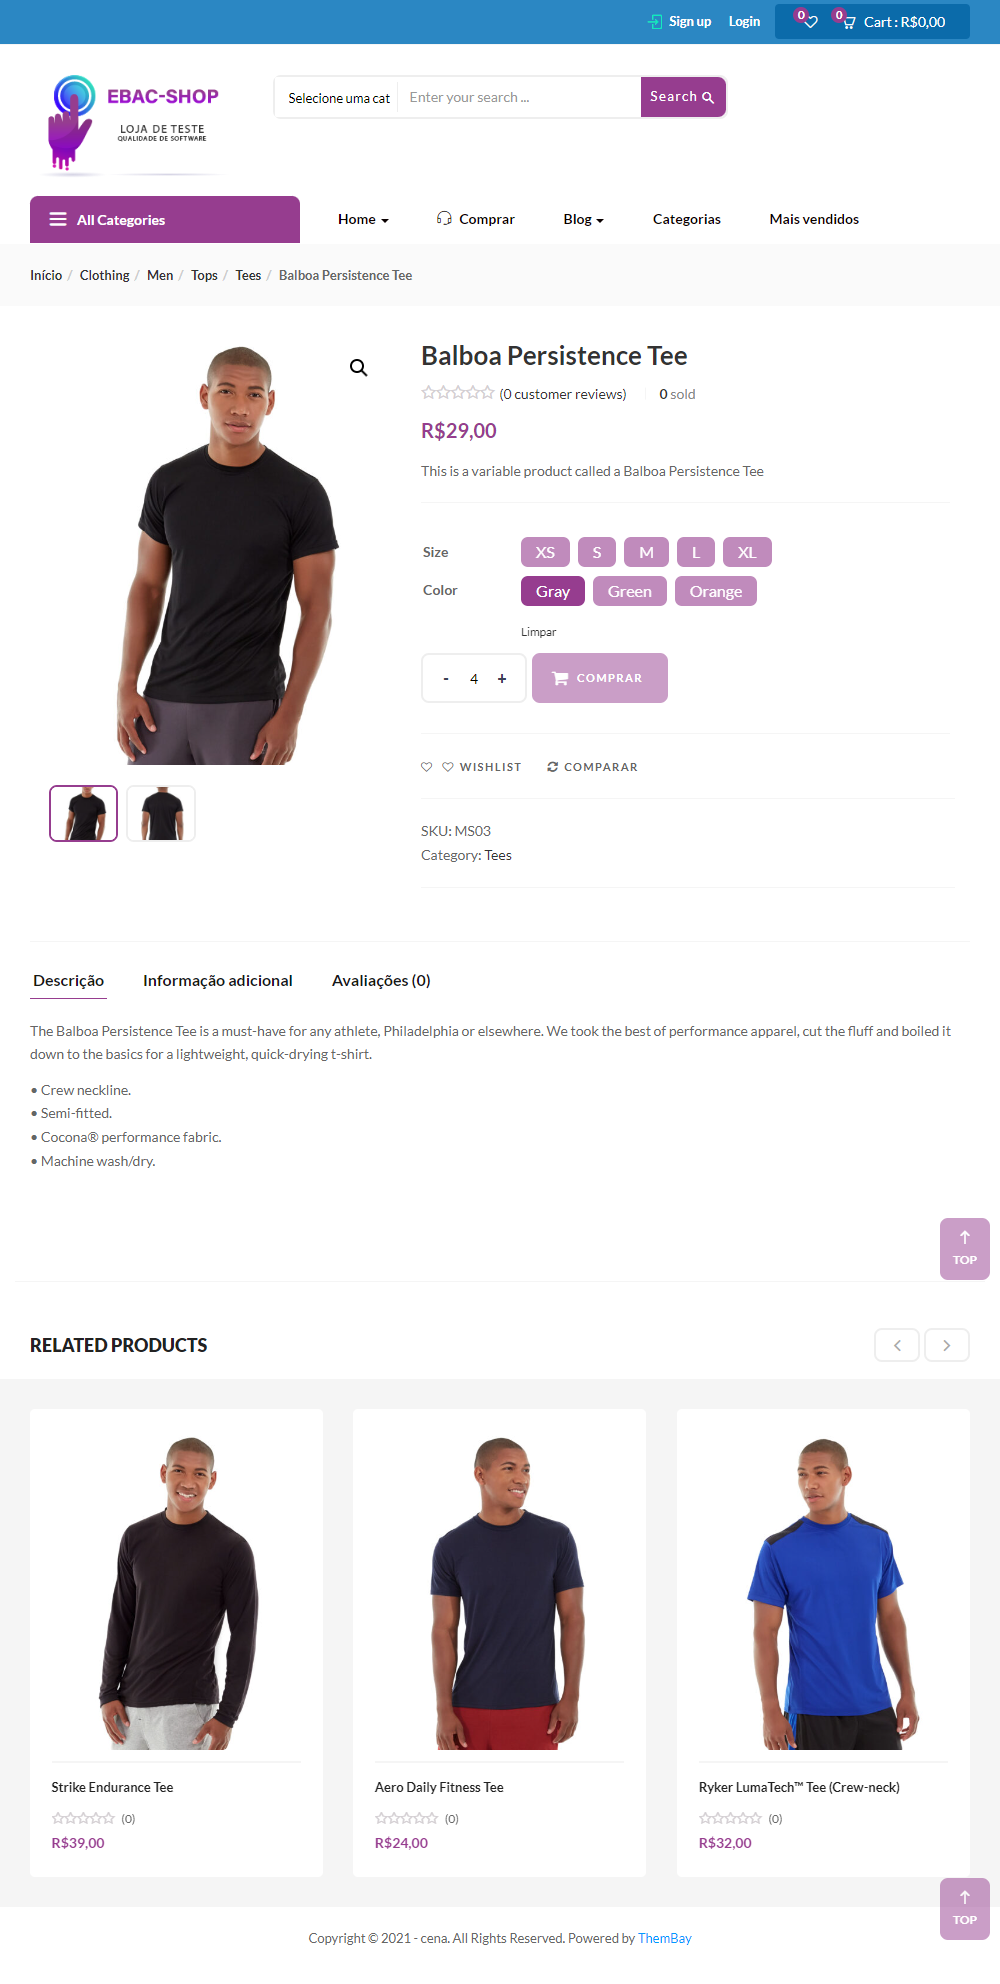 Sign up
Login
0
0
Cart : R$0,00
EBAC-SHOP
LOJA DE TESTE
QUALIDADE DE SOFTWARE
Selecione uma cat
Enter your search ...
Search
All Categories
Home
Comprar
Blog
Categorias
Mais vendidos
Início / Clothing / Men / Tops / Tees / Balboa Persistence Tee
Balboa Persistence Tee
(0 customer reviews)
0 sold
R$29,00
This is a variable product called a Balboa Persistence Tee
Size
XS
S
M
L
XL
Color
Gray
Green
Orange
Limpar
- 4 +
COMPRAR
WISHLIST
COMPARAR
SKU: MS03
Category: Tees
Descrição
Informação adicional
Avaliações (0)
The Balboa Persistence Tee is a must-have for any athlete, Philadelphia or elsewhere. We took the best of performance apparel, cut the fluff and boiled it
down to the basics for a lightweight, quick-drying t-shirt.
• Crew neckline.
• Semi-fitted.
• Cocona® performance fabric.
• Machine wash/dry.
TOP
RELATED PRODUCTS
Strike Endurance Tee
(0)
R$39,00
Aero Daily Fitness Tee
(0)
R$24,00
Ryker LumaTech™ Tee (Crew-neck)
(0)
R$32,00
TOP
Copyright © 2021 - cena. All Rights Reserved. Powered by ThemBay